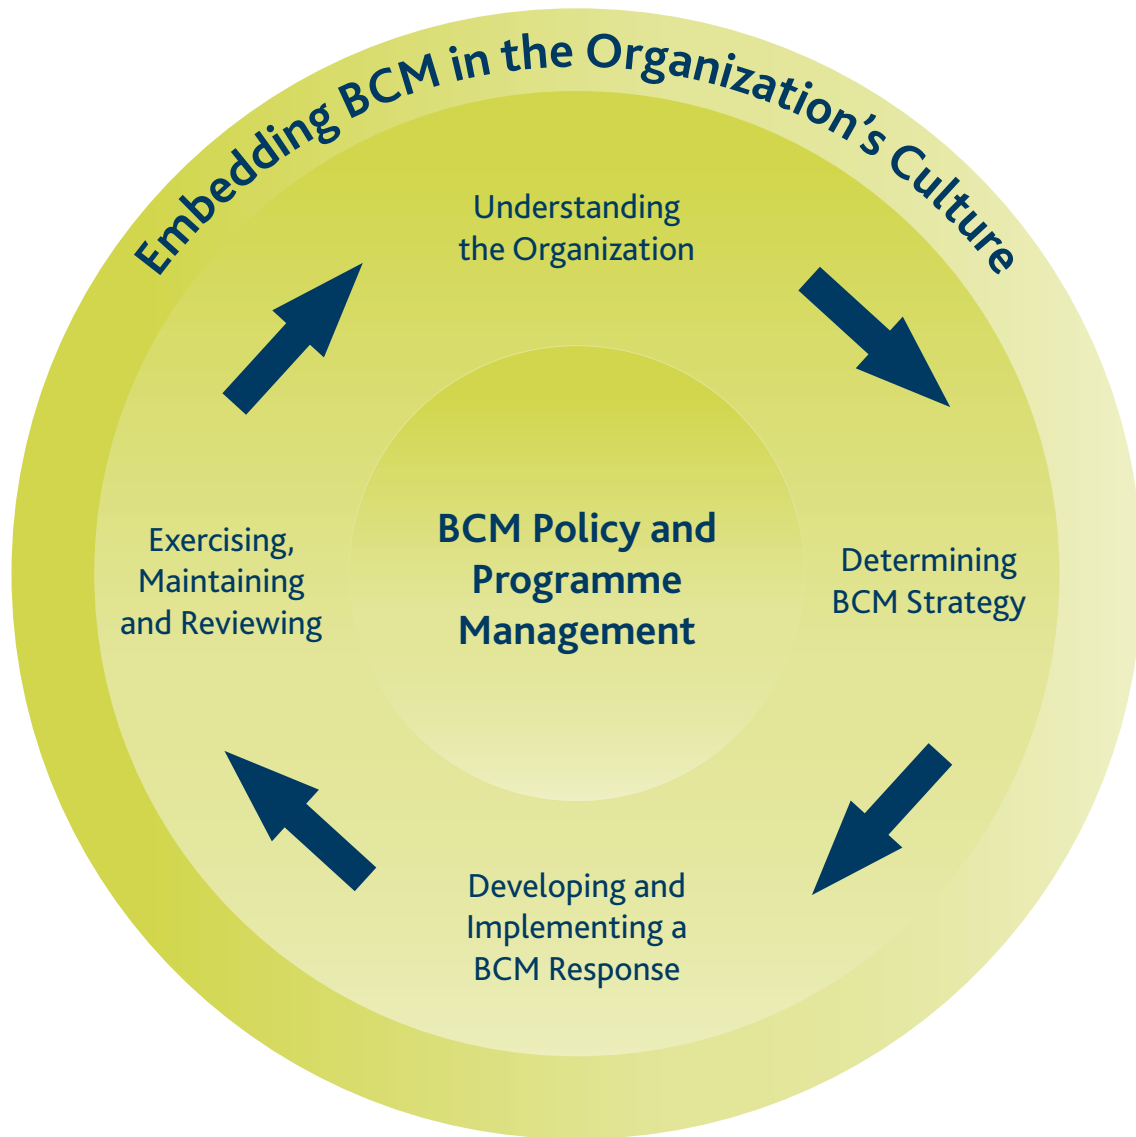 Embedding BCM in the Organization’s Culture
Understanding
the Organization
Exercising,
Maintaining
and Reviewing
BCM Policy and
Programme
Management
Determining
BCM Strategy
Developing and
Implementing a
BCM Response